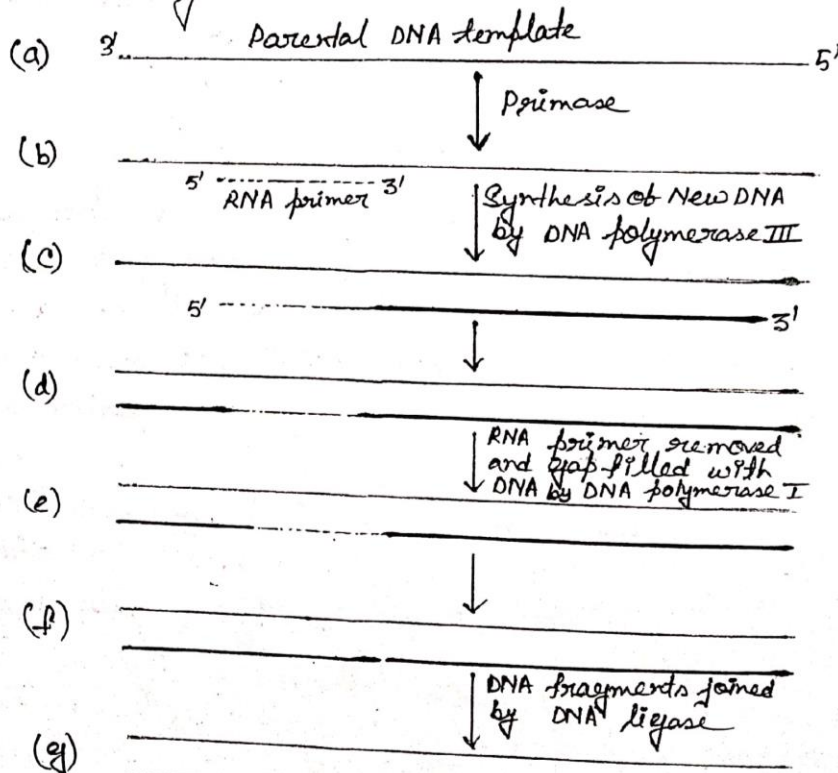 (a) 3' Parental DNA template 5'
Primase
(b)
5' 3'
RNA primer
Synthesis of New DNA
by DNA polymerase III
(c)
5' 3'
(d)
RNA primer removed
and gap filled with
DNA by DNA polymerase I
(e)
(f)
DNA fragments joined
by DNA ligase
(g)